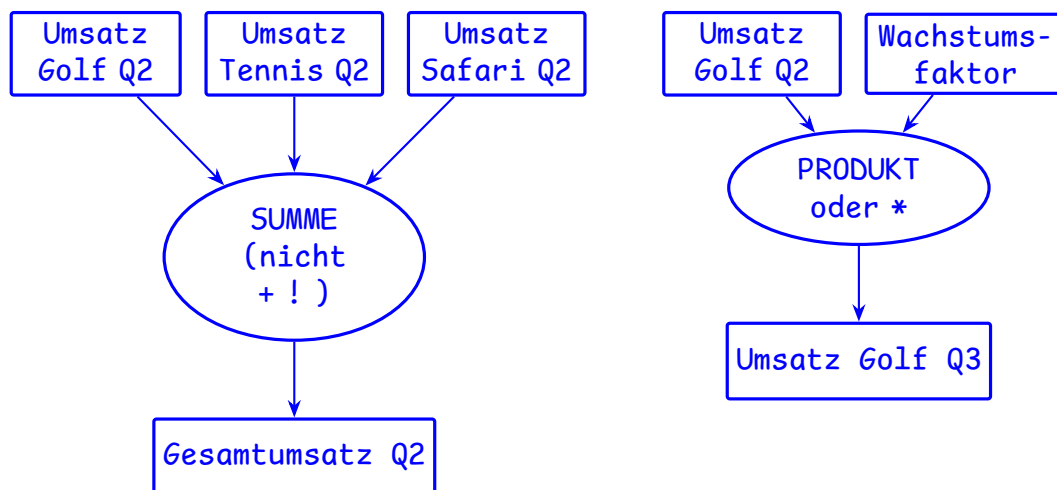 Umsatz
Golf Q2
Umsatz
Tennis Q2
Umsatz
Safari Q2
SUMME
(nicht
+ ! )
Gesamtumsatz Q2
Umsatz
Golf Q2
Wachstums-
faktor
PRODUKT
oder *
Umsatz Golf Q3